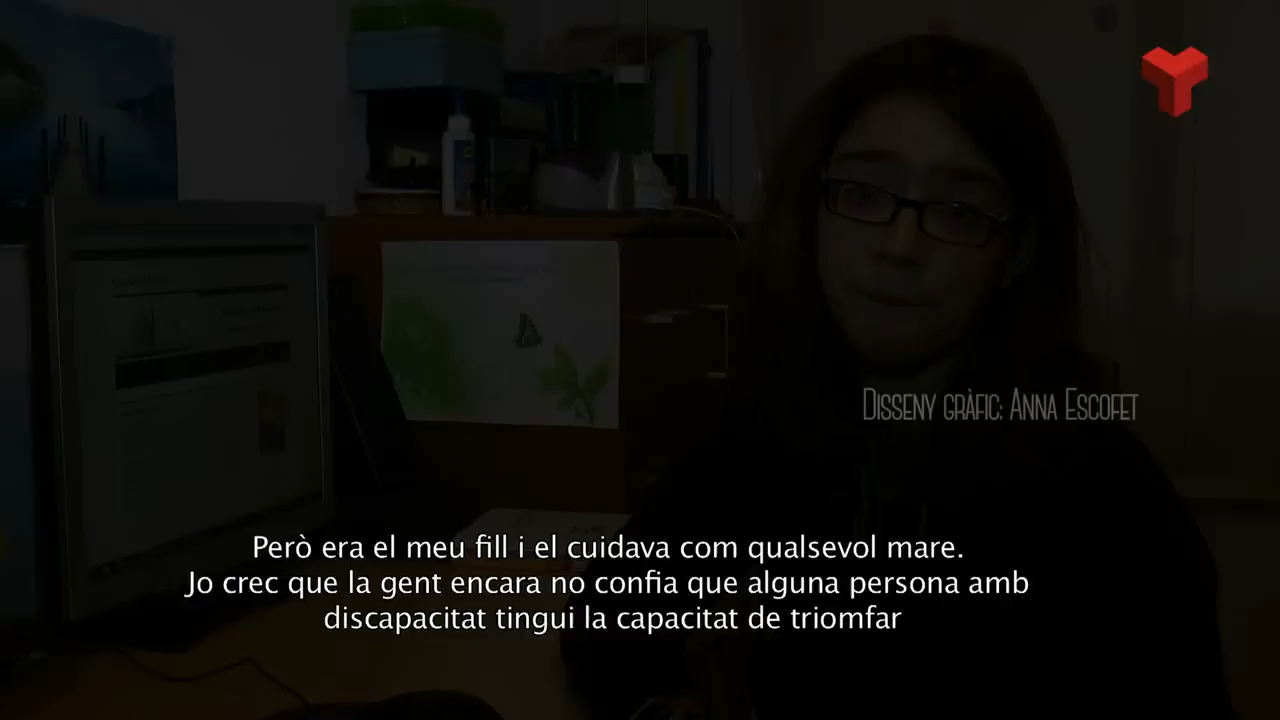 DISSENY GRÀFIC: ANNA ESCOFET
Però era el meu fill i el cuidava com qualsevol mare.
Jo crec que la gent encara no confia que alguna persona amb
discapacitat tingui la capacitat de triomfar